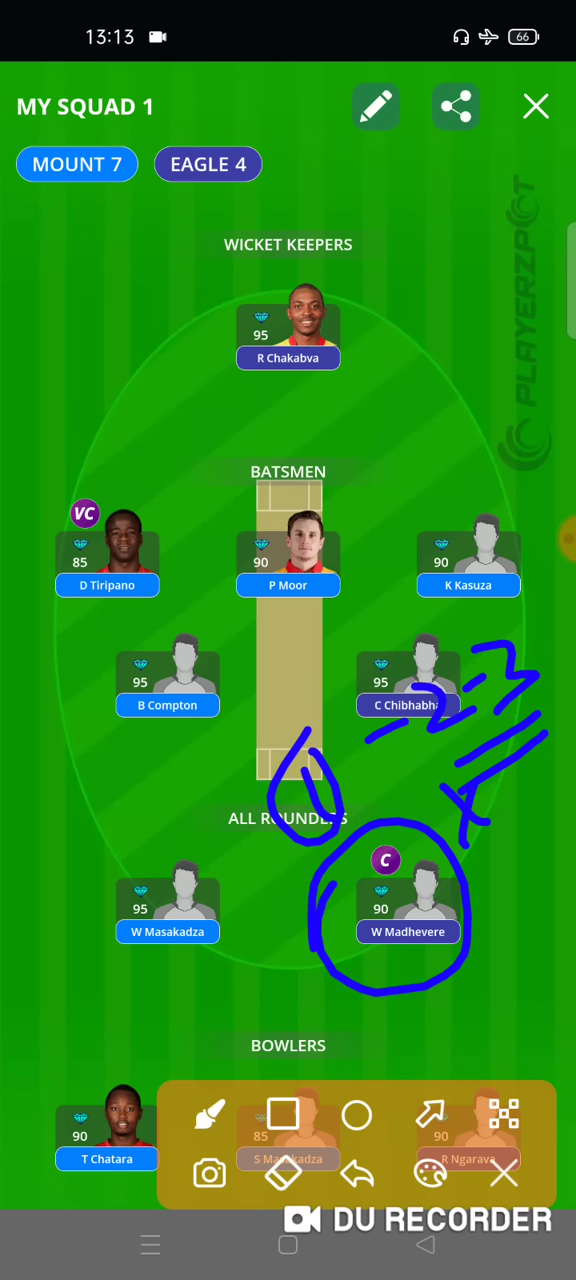 13:13
66
MY SQUAD 1
MOUNT 7
EAGLE 4
PLAYERZPOT
WICKET KEEPERS
95
R Chakabva
BATSMEN
VC
85
90
90
D Tiripano
P Moor
K Kasuza
95
95
B Compton
C Chibhabha
ALL ROUNDERS
C
95
90
W Masakadza
W Madhevere
BOWLERS
90
85
90
T Chatara
S Masakadza
R Ngarava
DU RECORDER